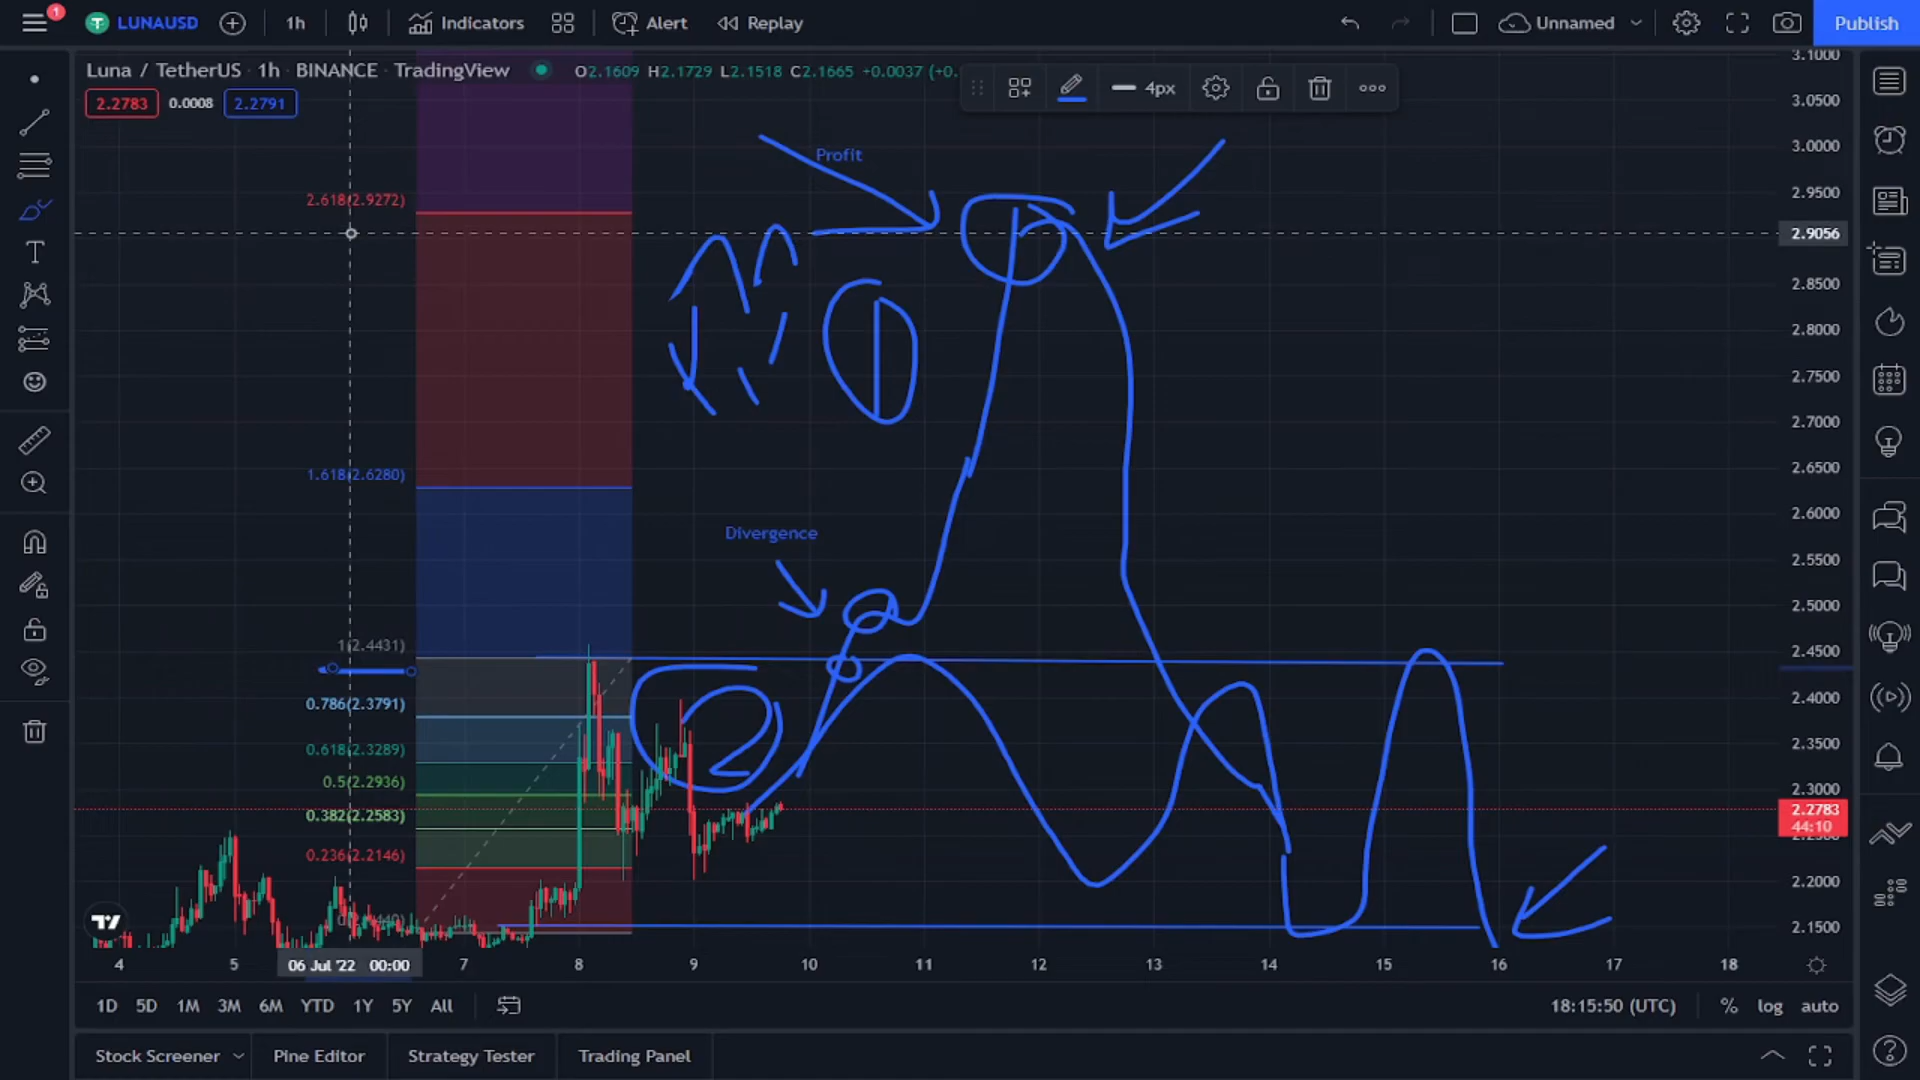 1
LUNAUSD
1h
Indicators
Alert
Replay
Unnamed
Publish
Luna / TetherUS · 1h · BINANCE · TradingView
O2.1609 H2.1729 L2.1518 C2.1665 +0.0037 (+0.
2.2783 0.0008 2.2791
4px
3.1000
3.0500
3.0000
2.9500
2.9056
2.8500
2.8000
2.7500
2.7000
2.6500
2.6000
2.5500
2.5000
2.4500
2.4000
2.3500
2.3000
2.2783
44:10
2.2000
2.1500
Profit
2.618(2.9272)
1
1.618(2.6280)
Divergence
1(2.4431)
0.786(2.3791)
2
0.618(2.3289)
0.5(2.2936)
0.382(2.2583)
0.236(2.2146)
4 5 06 Jul '22 00:00 7 8 9 10 11 12 13 14 15 16 17 18
1D 5D 1M 3M 6M YTD 1Y 5Y All
18:15:50 (UTC) % log auto
Stock Screener Pine Editor Strategy Tester Trading Panel